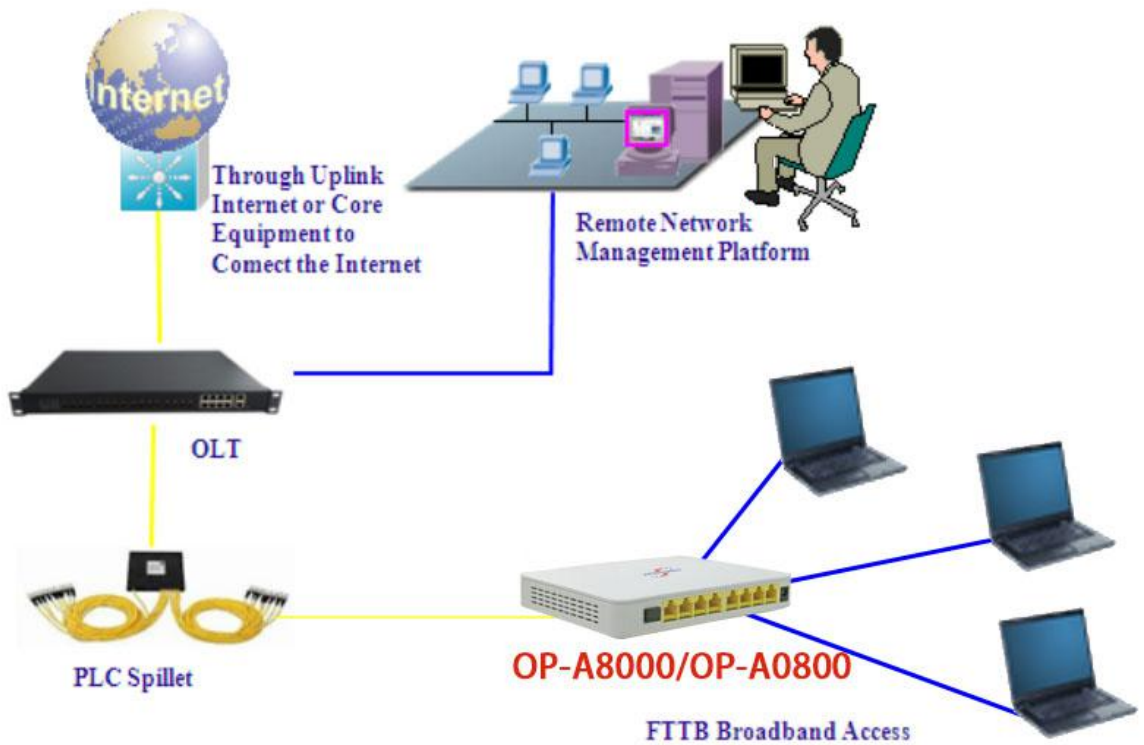 Internet
Through Uplink
Internet or Core
Equipment to
Comect the Internet
Remote Network
Management Platform
OLT
PLC Spillet
OP-A8000/OP-A0800
FTTB Broadband Access